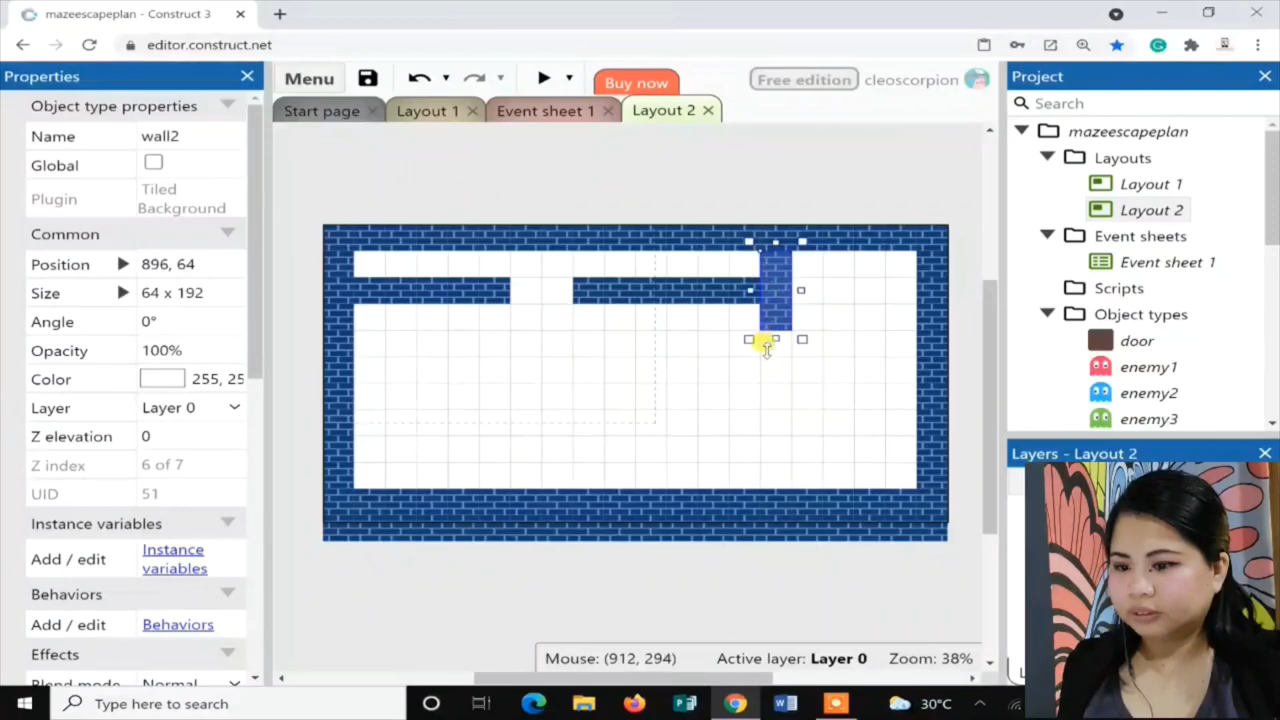 mazeescapeplan - Construct 3
editor.construct.net
Properties
Menu
Buy now
Free edition
cleoscorpion
Project
Start page
Layout 1
Event sheet 1
Layout 2
Search
Object type properties
Name wall2
Global
Plugin Tiled Background
Common
Position 896, 64
Size 64 x 192
Angle 0°
Opacity 100%
Color 255, 25
Layer Layer 0
Z elevation 0
Z index 6 of 7
UID 51
Instance variables
Add / edit Instance variables
Behaviors
Add / edit Behaviors
Effects
Blend mode Normal
mazeescapeplan
Layouts
Layout 1
Layout 2
Event sheets
Event sheet 1
Scripts
Object types
door
enemy1
enemy2
enemy3
Layers - Layout 2
Mouse: (912, 294) Active layer: Layer 0 Zoom: 38%
Type here to search
30°C